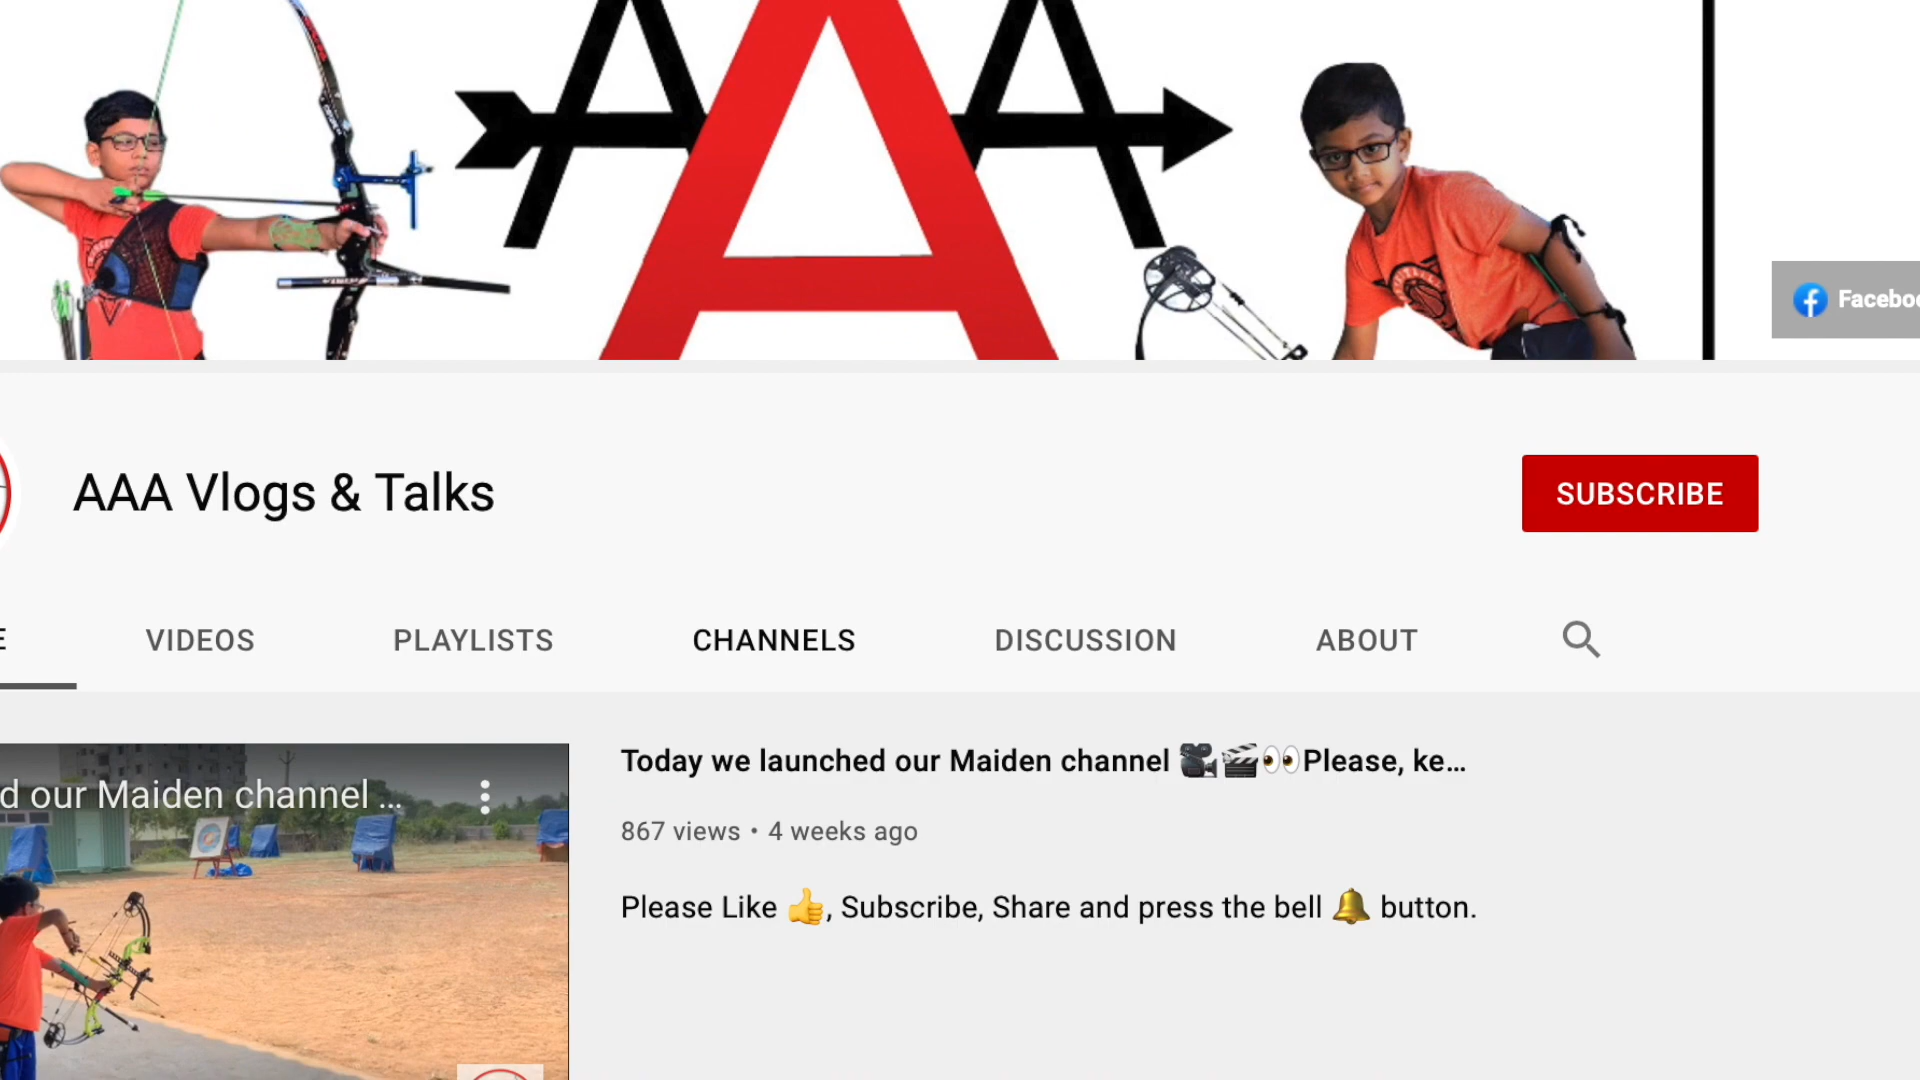 AAA
Facebo
AAA Vlogs & Talks
SUBSCRIBE
E VIDEOS PLAYLISTS CHANNELS DISCUSSION ABOUT
Today we launched our Maiden channel 🎥🎬👀Please, ke...
d our Maiden channel ...
867 views • 4 weeks ago
Please Like 👍, Subscribe, Share and press the bell 🔔 button.